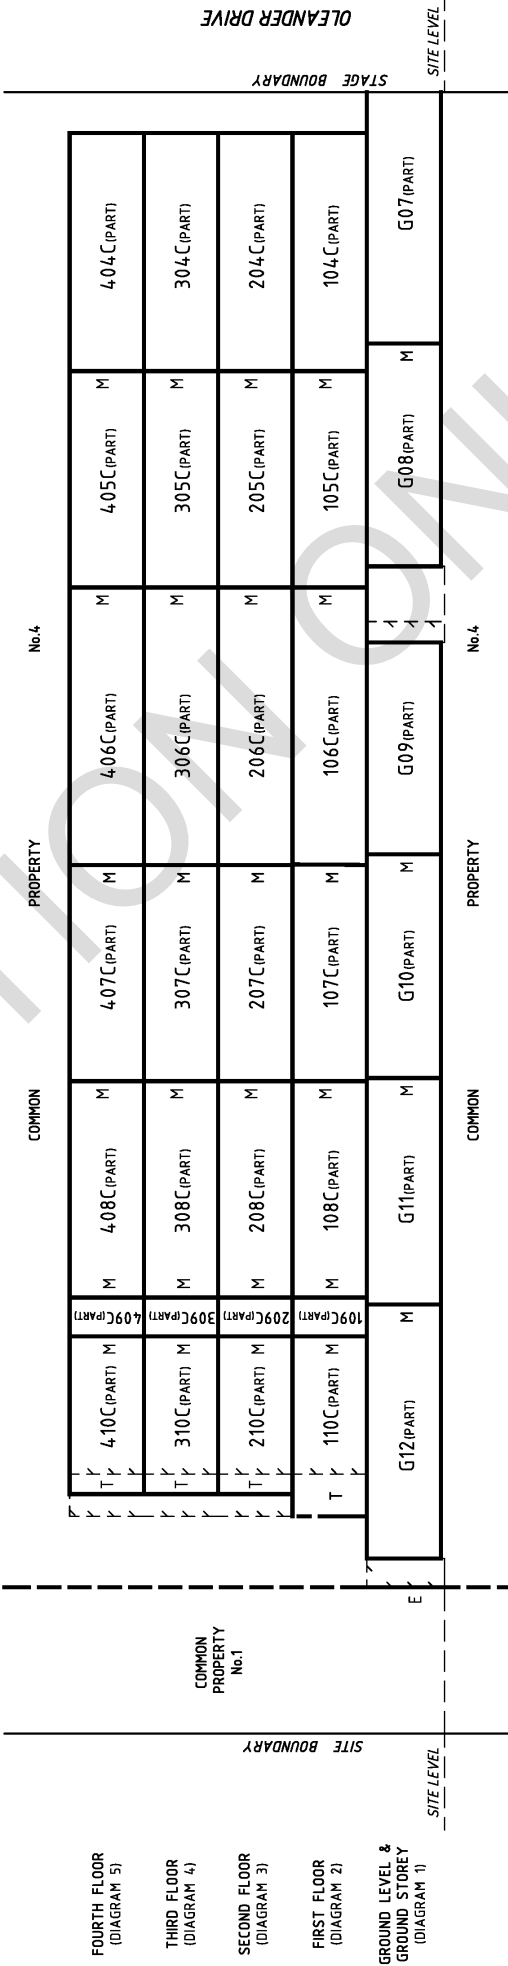 OLEANDER DRIVE
STAGE BOUNDARY
SITE LEVEL
COMMON PROPERTY No.4
FOURTH FLOOR
(DIAGRAM 5)
T
410C(PART) M
409C(PART)
M 408C(PART) M
407C(PART) M
406C(PART) M
405C(PART) M
404C(PART)
THIRD FLOOR
(DIAGRAM 4)
T
310C(PART) M
309C(PART)
M 308C(PART) M
307C(PART) M
306C(PART) M
305C(PART) M
304C(PART)
SECOND FLOOR
(DIAGRAM 3)
T
210C(PART) M
209C(PART)
M 208C(PART) M
207C(PART) M
206C(PART) M
205C(PART) M
204C(PART)
FIRST FLOOR
(DIAGRAM 2)
T
110C(PART) M
109C(PART)
M 108C(PART) M
107C(PART) M
106C(PART) M
105C(PART) M
104C(PART)
GROUND LEVEL &
GROUND STOREY
(DIAGRAM 1)
E
G12(PART) M
G11(PART) M
G10(PART) M
G09(PART)
G08(PART) M
G07(PART)
COMMON PROPERTY No.4
COMMON
PROPERTY
No.1
SITE BOUNDARY
SITE LEVEL
TION ON